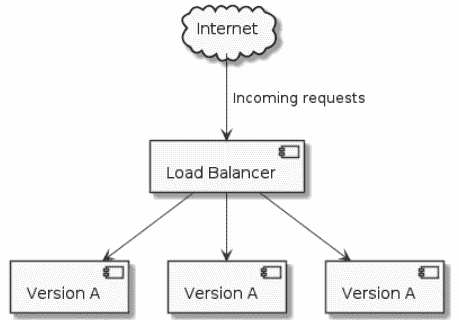 Internet
Incoming requests
Load Balancer
Version A
Version A
Version A